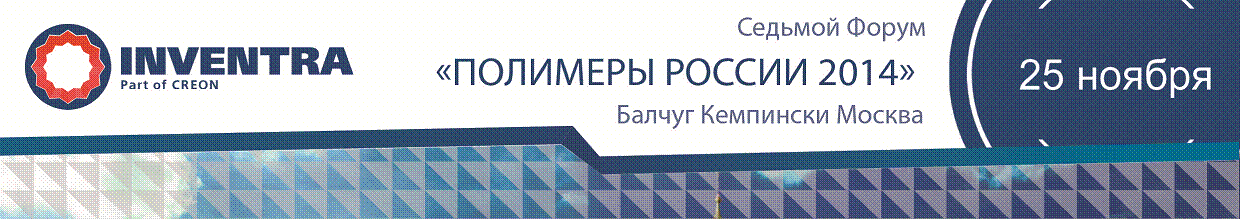 INVENTRA
Part of CREON
Седьмой Форум
«ПОЛИМЕРЫ РОССИИ 2014»
Балчуг Кемпински Москва
25 ноября